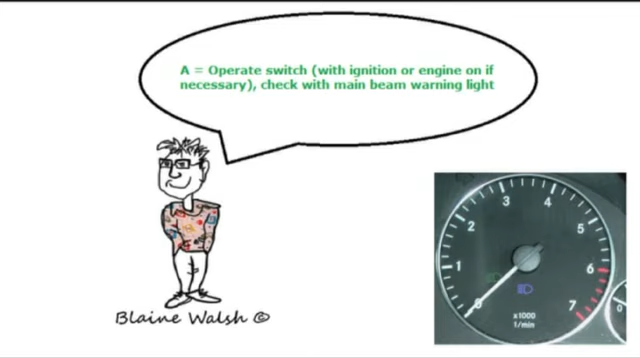 A = Operate switch (with ignition or engine on if
necessary), check with main beam warning light
Blaine Walsh ©
1
2
3
4
5
6
7
0
x1000
1/min
0